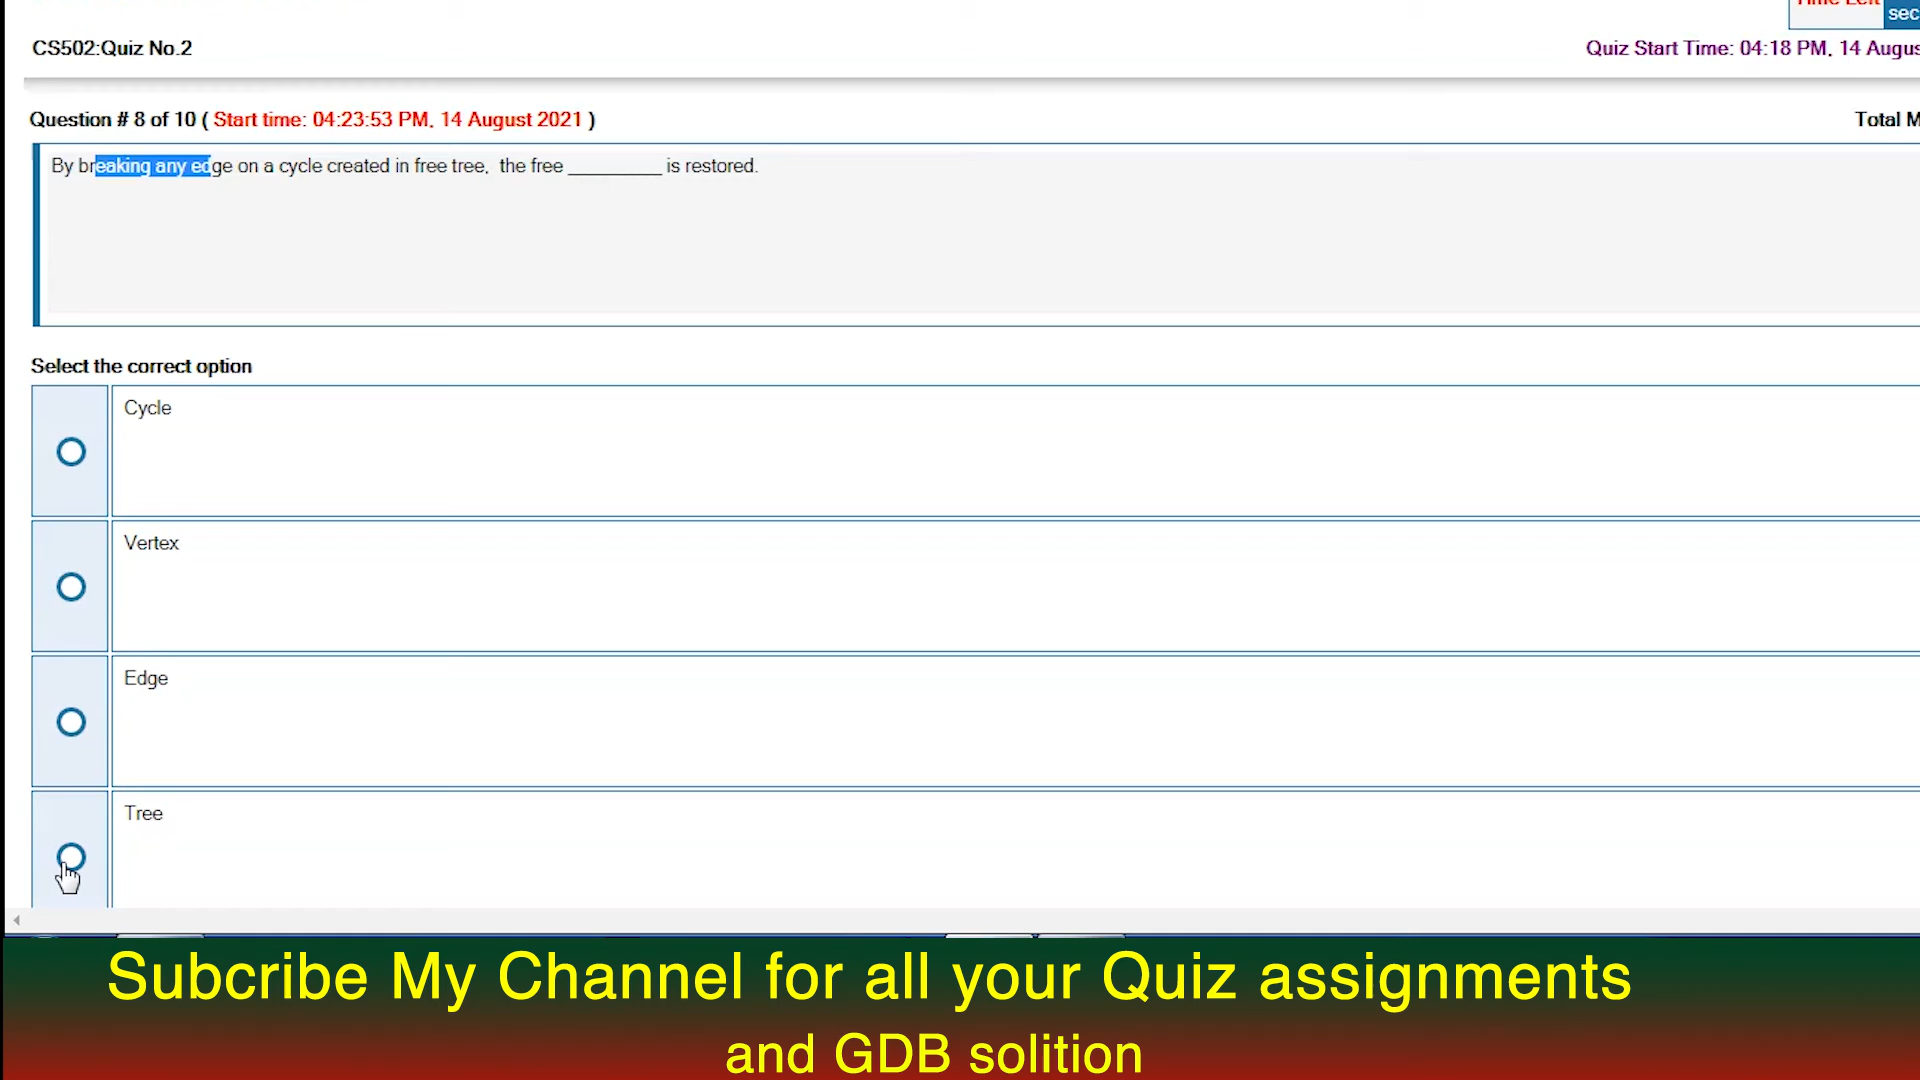 Time Left
sec
CS502:Quiz No.2
Quiz Start Time: 04:18 PM, 14 Augus
Question # 8 of 10 ( Start time: 04:23:53 PM, 14 August 2021 )
Total M
By breaking any edge on a cycle created in free tree, the free _________ is restored.
Select the correct option
Cycle
Vertex
Edge
Tree
Subcribe My Channel for all your Quiz assignments
and GDB solition